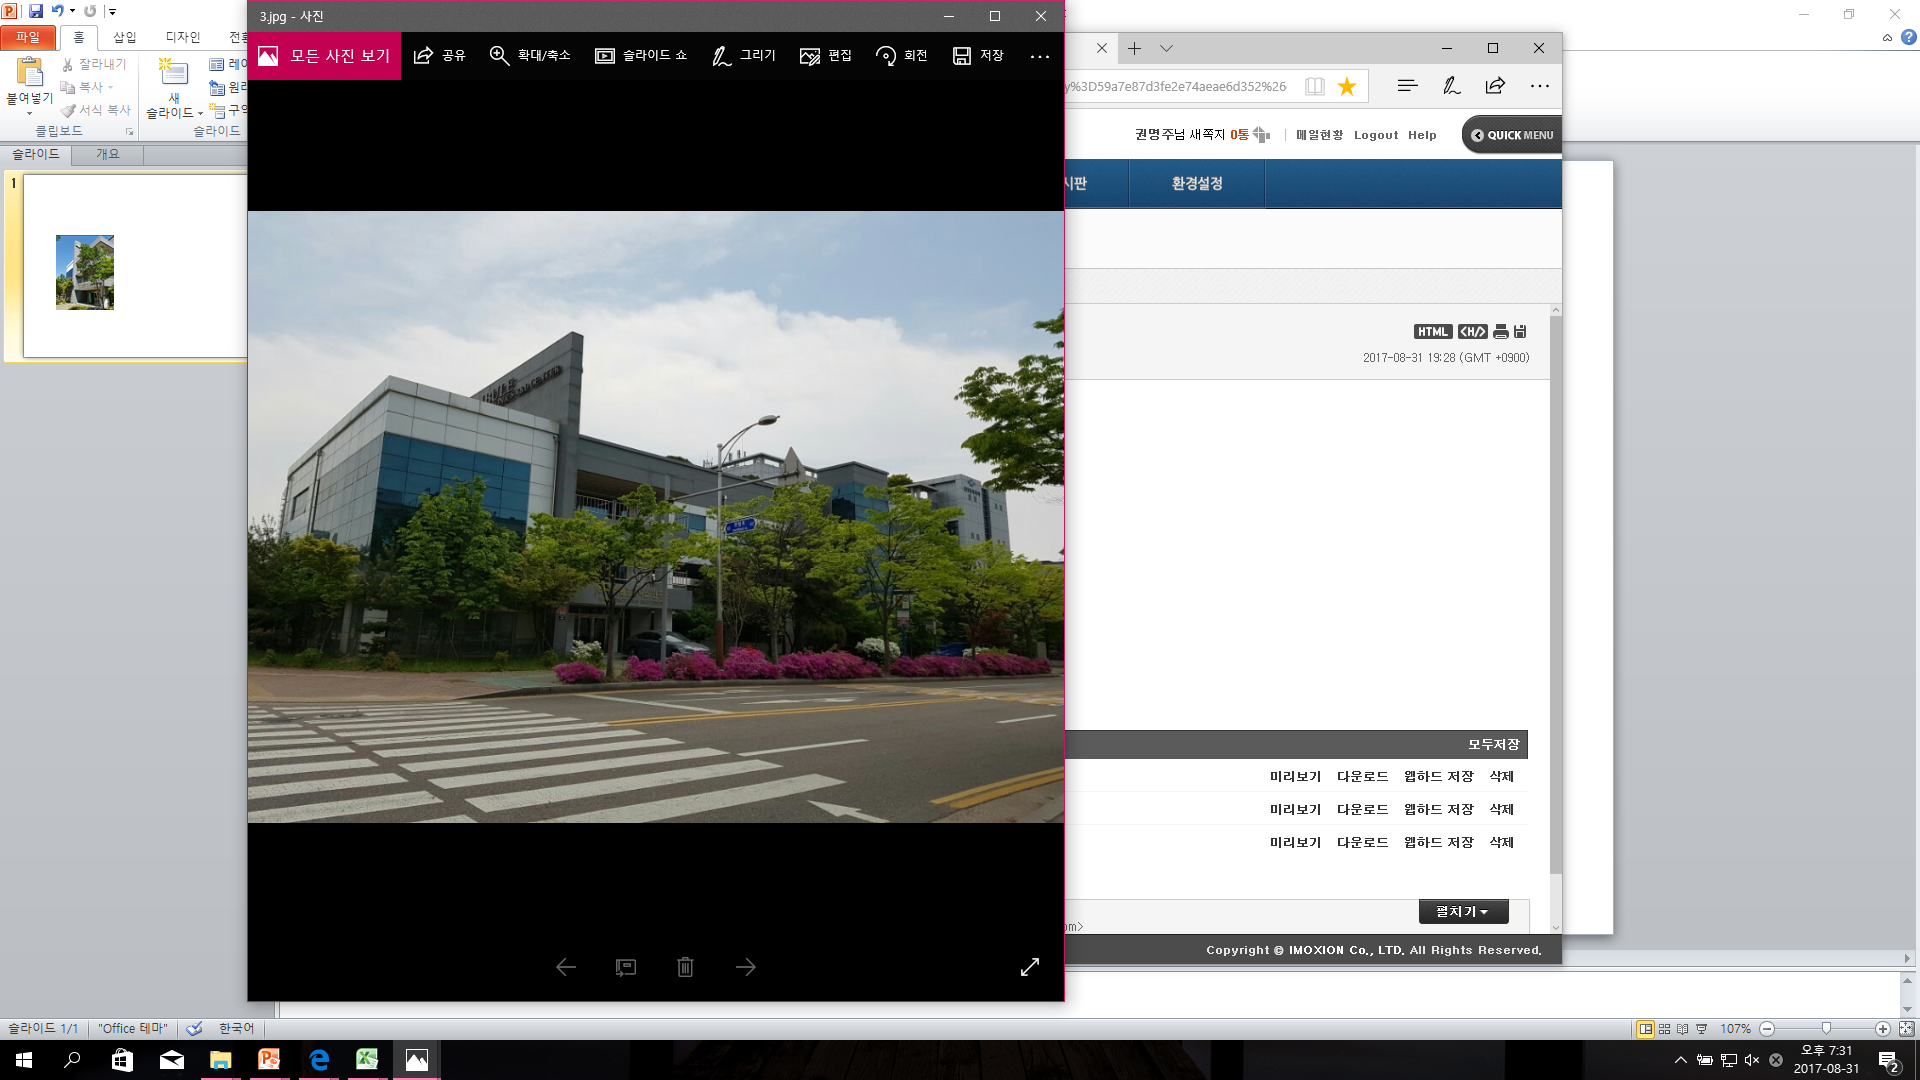 3.jpg - 사진
모든 사진 보기
공유
확대/축소
슬라이드 쇼
그리기
편집
회전
저장
파일
홈
삽입
디자인
붙여넣기
잘라내기
복사
서식 복사
클립보드
새
슬라이드
슬라이드
슬라이드
개요
1
y%3D59a7e87d3fe2e74aeae6d352%26
권명주님 새쪽지 0통
메일현황 Logout Help
QUICK MENU
환경설정
HTML
2017-08-31 19:28 (GMT +0900)
모두저장
미리보기 다운로드 웹하드 저장 삭제
미리보기 다운로드 웹하드 저장 삭제
미리보기 다운로드 웹하드 저장 삭제
펼치기
om>
Copyright @ IMOXION Co., LTD. All Rights Reserved.
슬라이드 1/1
"Office 테마"
한국어
107%
오후 7:31
2017-08-31
2